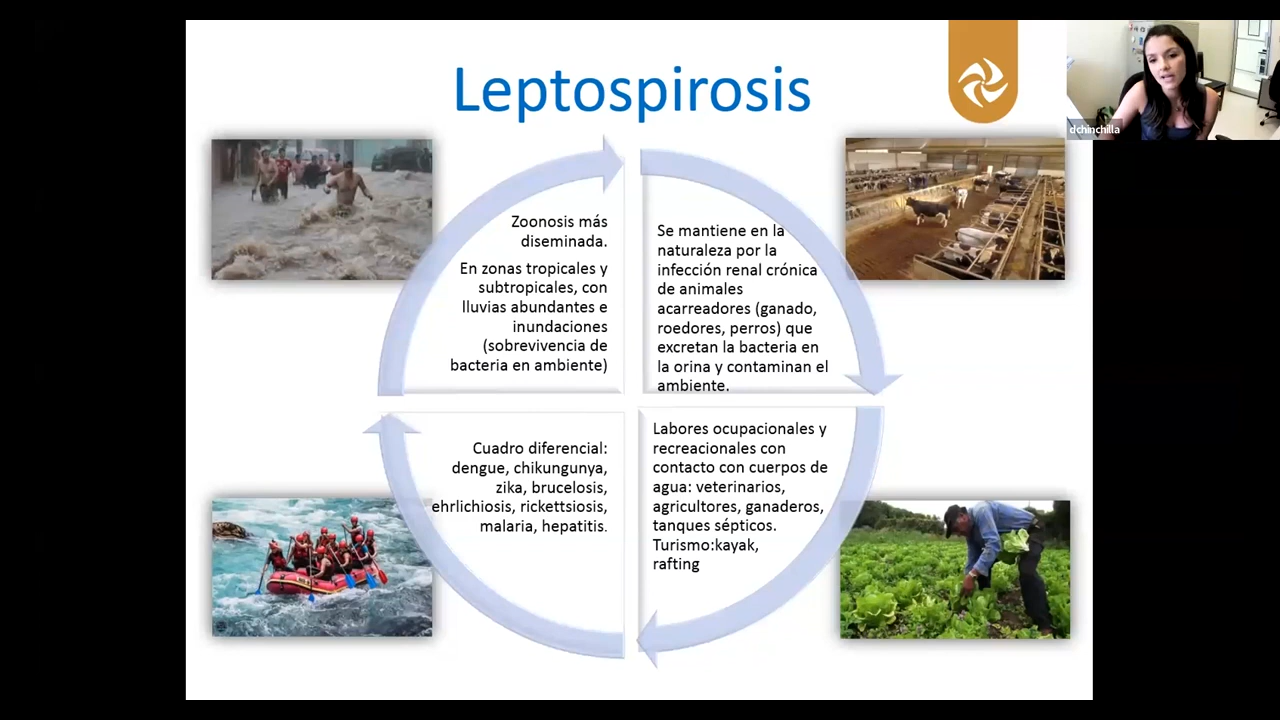 Leptospirosis
dchinchilla
Zoonosis más
diseminada.
En zonas tropicales y
subtropicales, con
lluvias abundantes e
inundaciones
(sobrevivencia de
bacteria en ambiente)
Se mantiene en la
naturaleza por la
infección renal crónica
de animales
acarreadores (ganado,
roedores, perros) que
excretan la bacteria en
la orina y contaminan el
ambiente.
Cuadro diferencial:
dengue, chikungunya,
zika, brucelosis,
ehrlichiosis, rickettsiosis,
malaria, hepatitis.
Labores ocupacionales y
recreacionales con
contacto con cuerpos de
agua: veterinarios,
agricultores, ganaderos,
tanques sépticos.
Turismo:kayak,
rafting